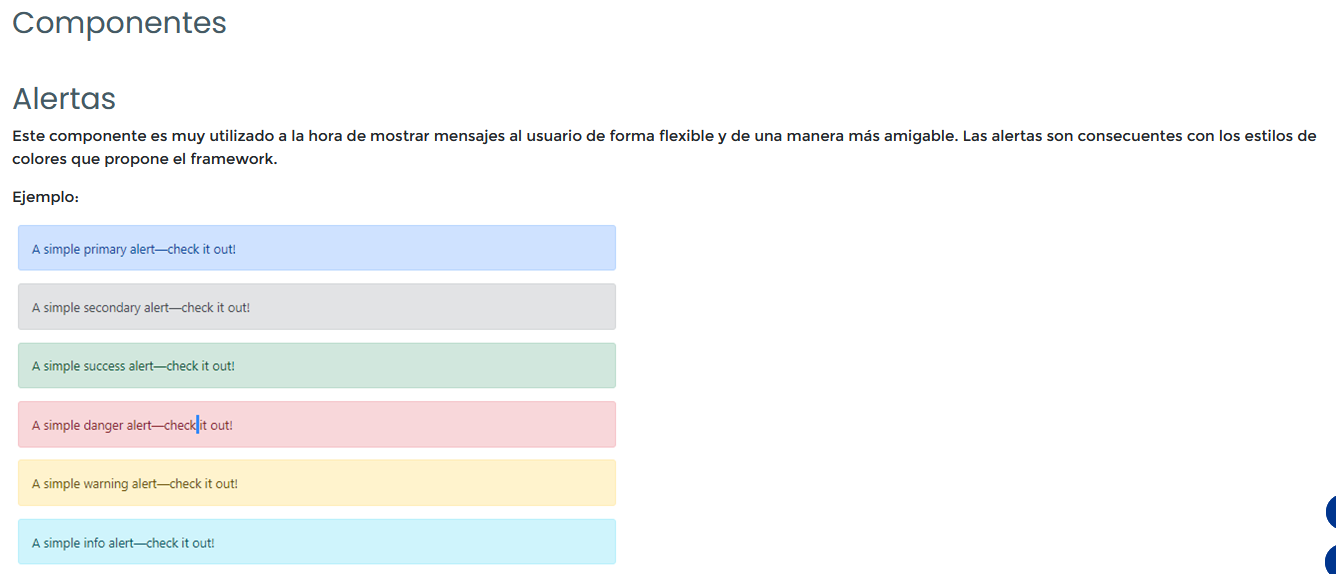 Componentes
Alertas
Este componente es muy utilizado a la hora de mostrar mensajes al usuario de forma flexible y de una manera más amigable. Las alertas son consecuentes con los estilos de
colores que propone el framework.
Ejemplo:
A simple primary alert—check it out!
A simple secondary alert—check it out!
A simple success alert—check it out!
A simple danger alert—check it out!
A simple warning alert—check it out!
A simple info alert—check it out!